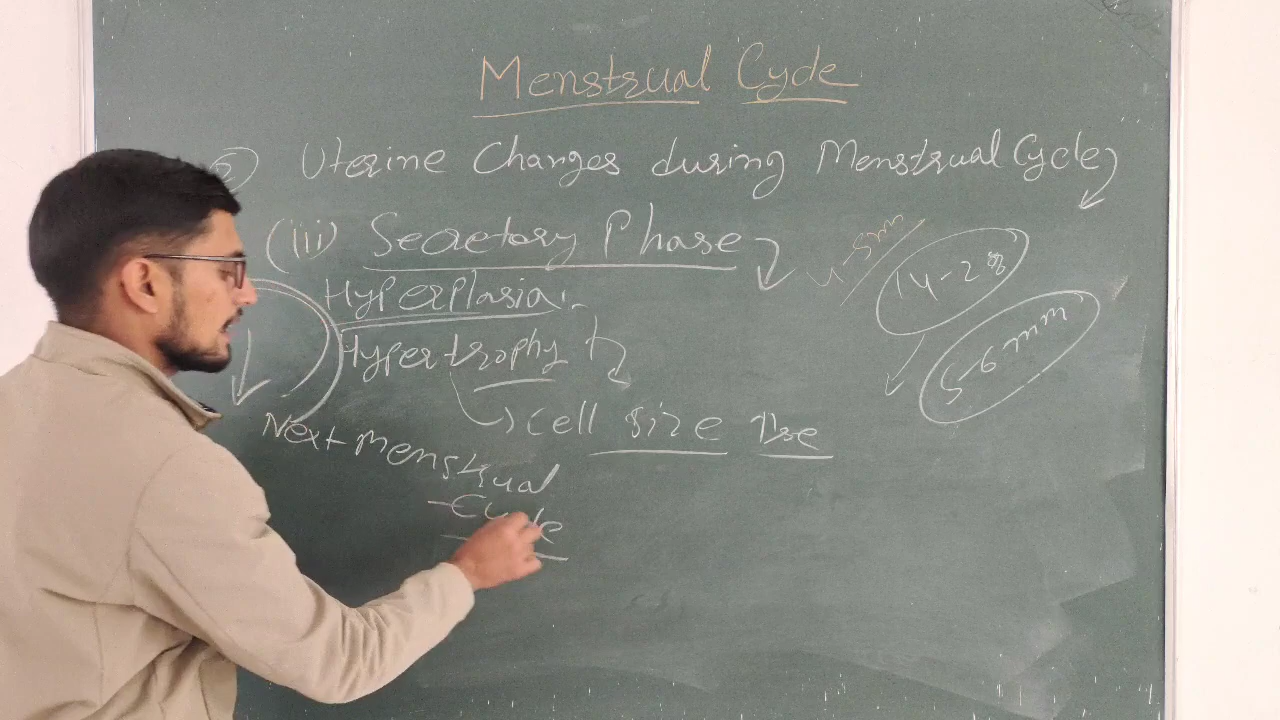 Menstrual Cycle
Uterine Changes during Menstrual Cycle
(iii) Secretory Phase
5mm
14-28
Hyperplasia
5-6 mm
Hypertrophy
Cell size ↑se
Next Menstrual
Cycle